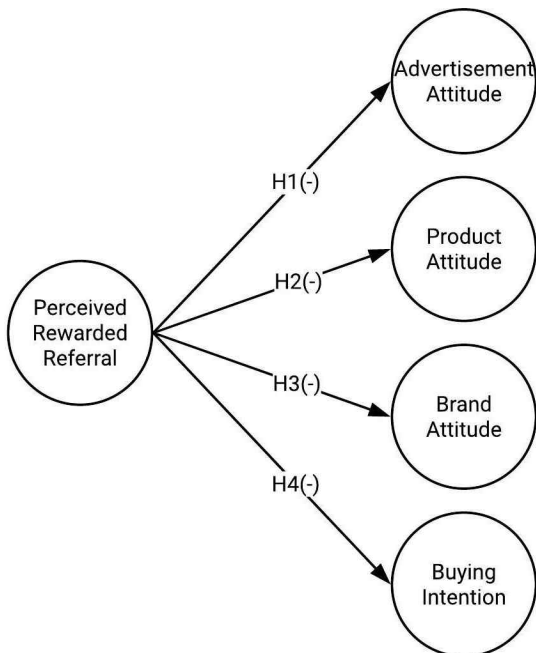 Advertisement
Attitude
H1(-)
Product
Attitude
H2(-)
Perceived
Rewarded
Referral
H3(-)
Brand
Attitude
H4(-)
Buying
Intention